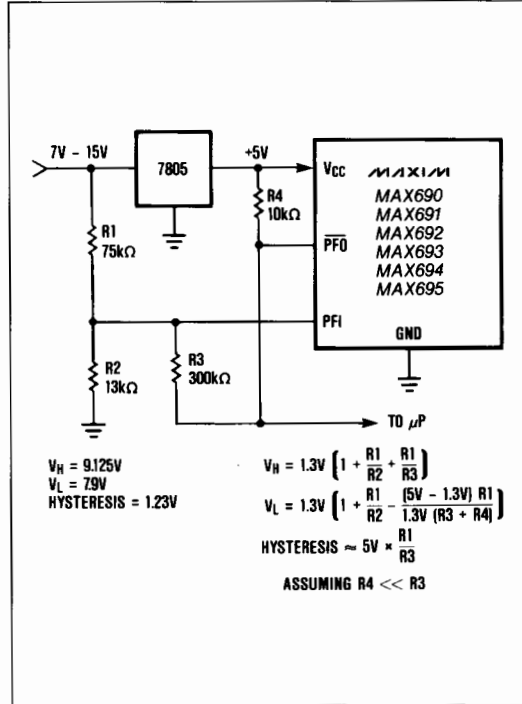 7V – 15V
7805
+5V
R4
10kΩ
VCC
MAXIM
MAX690
MAX691
MAX692
MAX693
MAX694
MAX695
PFO
PFI
GND
R1
75kΩ
R2
13kΩ
R3
300kΩ
TO μP
VH = 9.125V
VL = 7.9V
HYSTERESIS = 1.23V
VH = 1.3V (1 + R1/R2 + R1/R3)
VL = 1.3V (1 + R1/R2 – (5V – 1.3V) R1/1.3V (R3 + R4))
HYSTERESIS ≈ 5V × R1/R3
ASSUMING R4 << R3